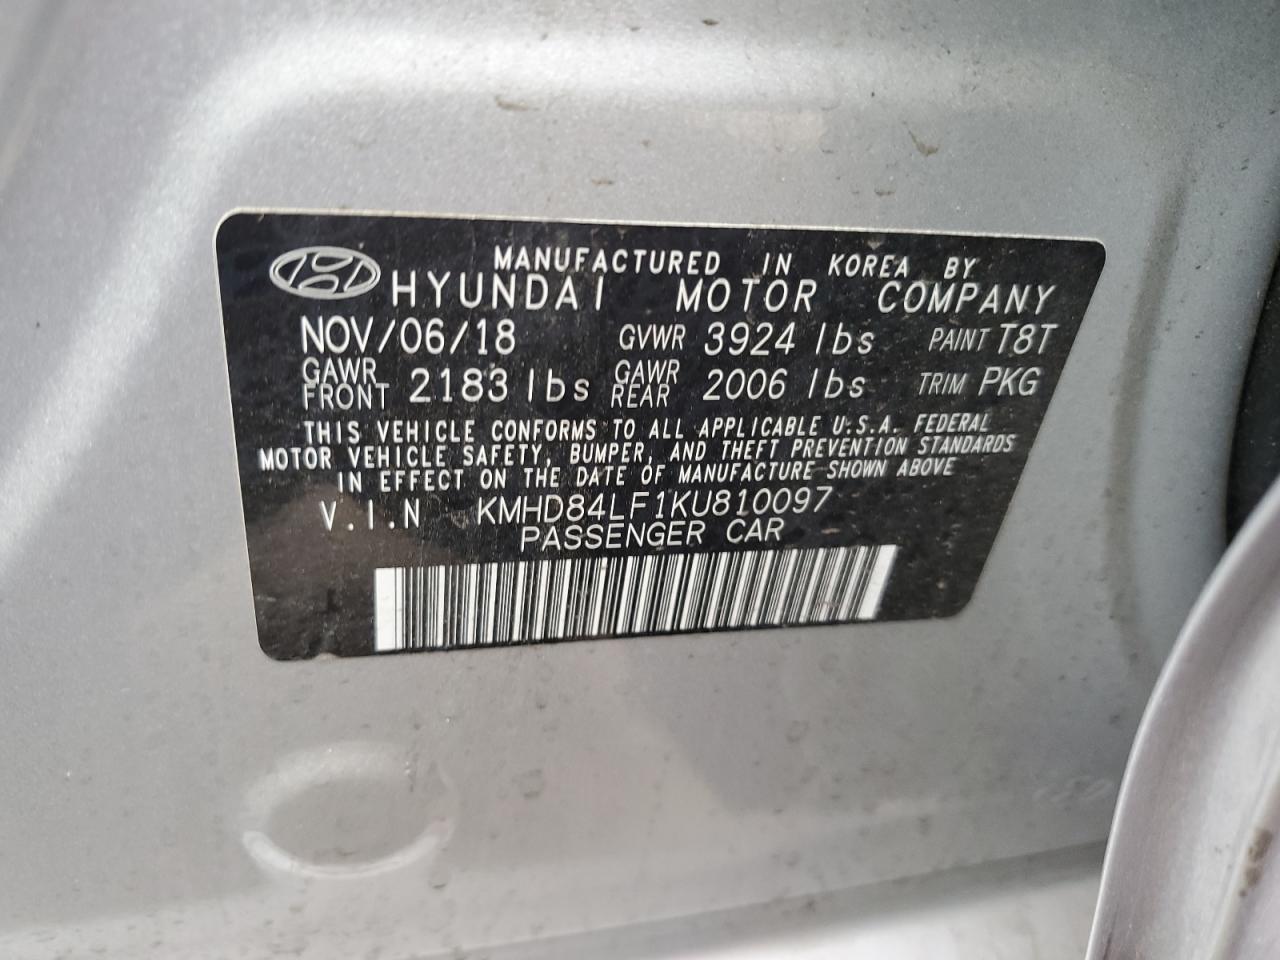 MANUFACTURED IN KOREA BY
HYUNDAI MOTOR COMPANY
NOV/06/18 GVWR 3924 lbs PAINT T8T
GAWR FRONT 2183 lbs GAWR REAR 2006 lbs TRIM PKG
THIS VEHICLE CONFORMS TO ALL APPLICABLE U.S.A. FEDERAL
MOTOR VEHICLE SAFETY, BUMPER, AND THEFT PREVENTION STANDARDS
IN EFFECT ON THE DATE OF MANUFACTURE SHOWN ABOVE
V.I.N KMHD84LF1KU810097
PASSENGER CAR